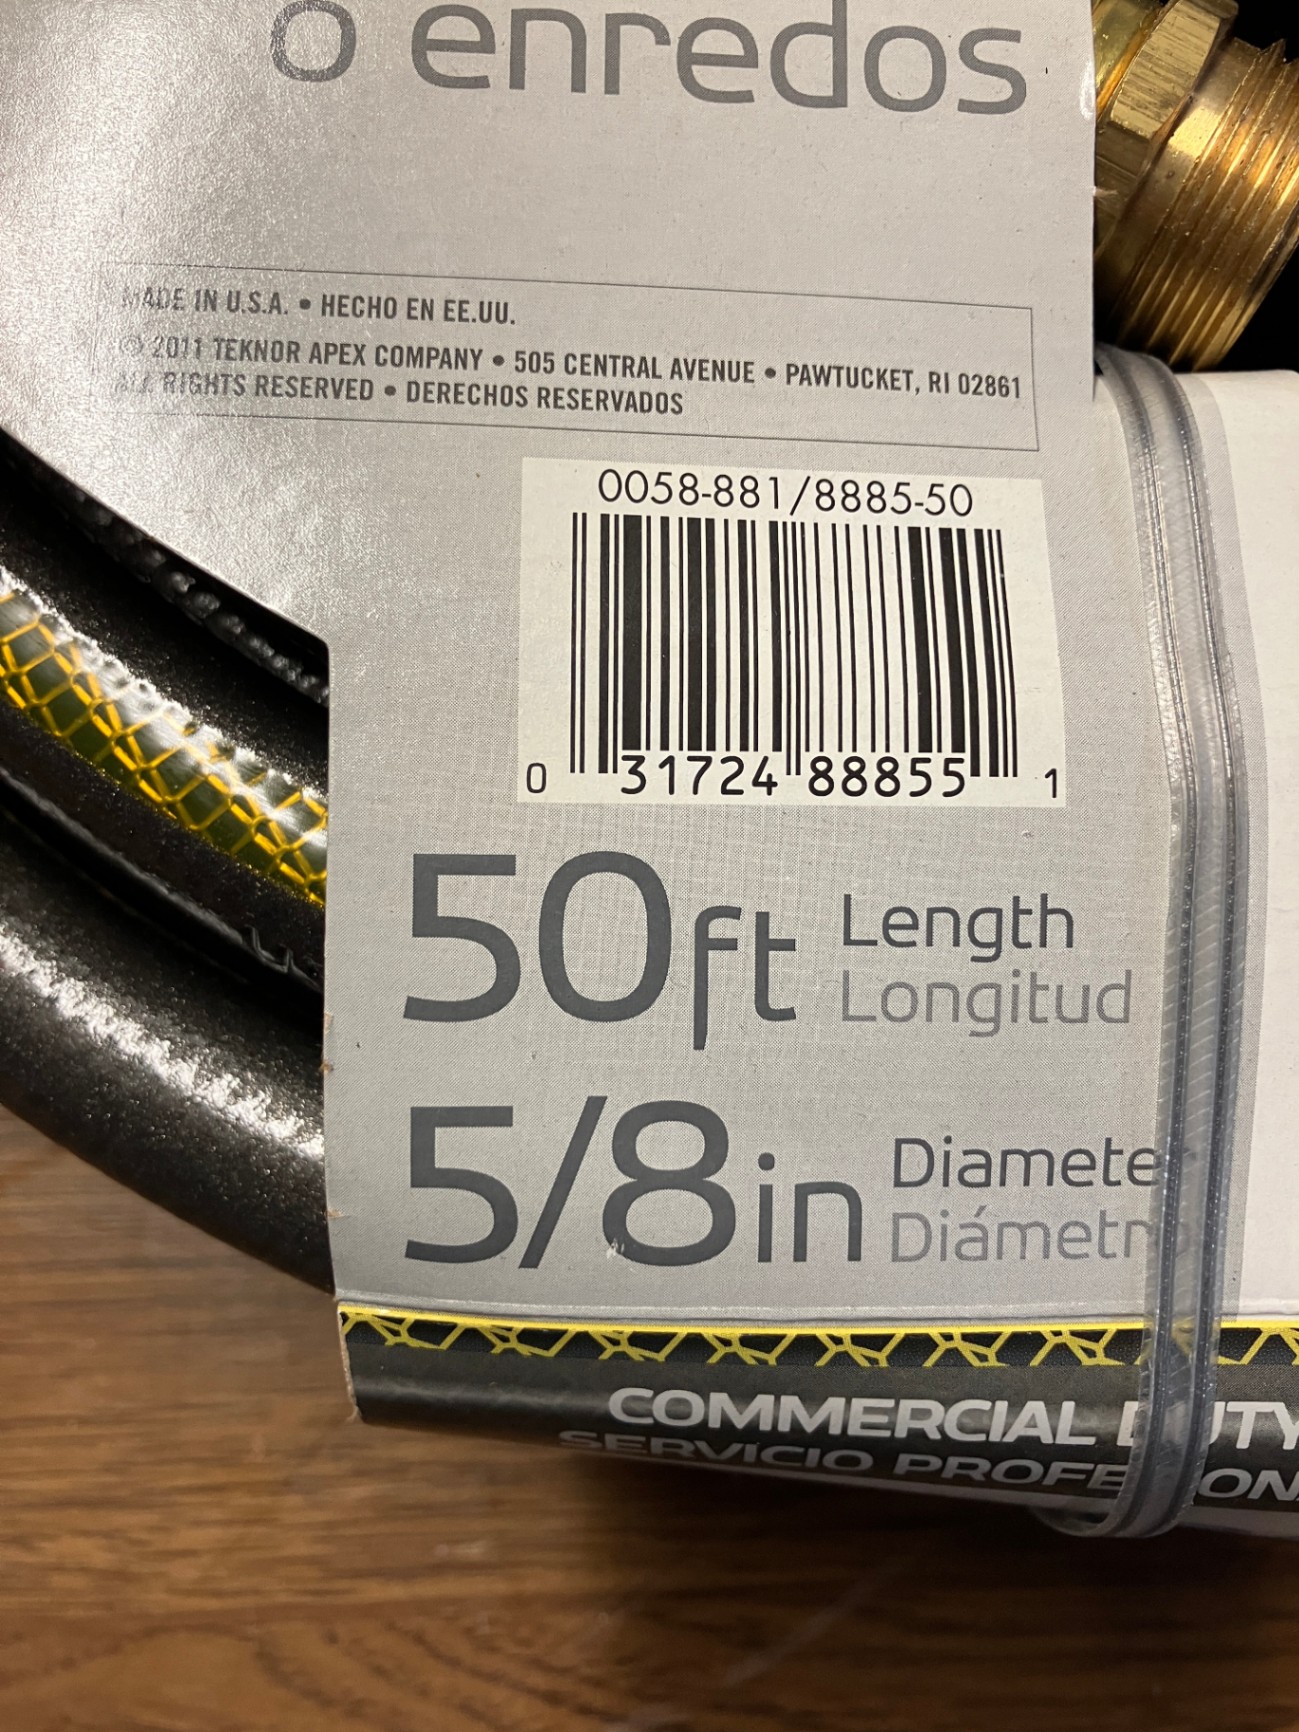 o enredos
MADE IN U.S.A. • HECHO EN EE.UU.
© 2011 TEKNOR APEX COMPANY • 505 CENTRAL AVENUE • PAWTUCKET, RI 02861
ALL RIGHTS RESERVED • DERECHOS RESERVADOS
0058-881/8885-50
0 31724 88855 1
50ft Length
Longitud
5/8in Diamete
Diámetr
COMMERCIAL DUTY
SERVICIO PROFE ON